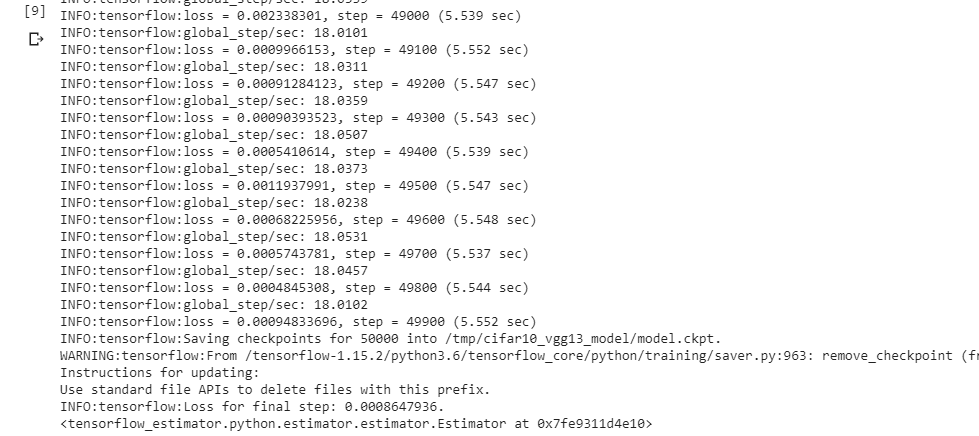 [9]
INFO:tensorflow:loss = 0.002338301, step = 49000 (5.539 sec)
INFO:tensorflow:global_step/sec: 18.0101
INFO:tensorflow:loss = 0.0009966153, step = 49100 (5.552 sec)
INFO:tensorflow:global_step/sec: 18.0311
INFO:tensorflow:loss = 0.00091284123, step = 49200 (5.547 sec)
INFO:tensorflow:global_step/sec: 18.0359
INFO:tensorflow:loss = 0.00090393523, step = 49300 (5.543 sec)
INFO:tensorflow:global_step/sec: 18.0507
INFO:tensorflow:loss = 0.0005410614, step = 49400 (5.539 sec)
INFO:tensorflow:global_step/sec: 18.0373
INFO:tensorflow:loss = 0.0011937991, step = 49500 (5.547 sec)
INFO:tensorflow:global_step/sec: 18.0238
INFO:tensorflow:loss = 0.00068225956, step = 49600 (5.548 sec)
INFO:tensorflow:global_step/sec: 18.0531
INFO:tensorflow:loss = 0.0005743781, step = 49700 (5.537 sec)
INFO:tensorflow:global_step/sec: 18.0457
INFO:tensorflow:loss = 0.0004845308, step = 49800 (5.544 sec)
INFO:tensorflow:global_step/sec: 18.0102
INFO:tensorflow:loss = 0.00094833696, step = 49900 (5.552 sec)
INFO:tensorflow:Saving checkpoints for 50000 into /tmp/cifar10_vgg13_model/model.ckpt.
WARNING:tensorflow:From /tensorflow-1.15.2/python3.6/tensorflow_core/python/training/saver.py:963: remove_checkpoint (fr
Instructions for updating:
Use standard file APIs to delete files with this prefix.
INFO:tensorflow:Loss for final step: 0.0008647936.
<tensorflow_estimator.python.estimator.estimator.Estimator at 0x7fe9311d4e10>